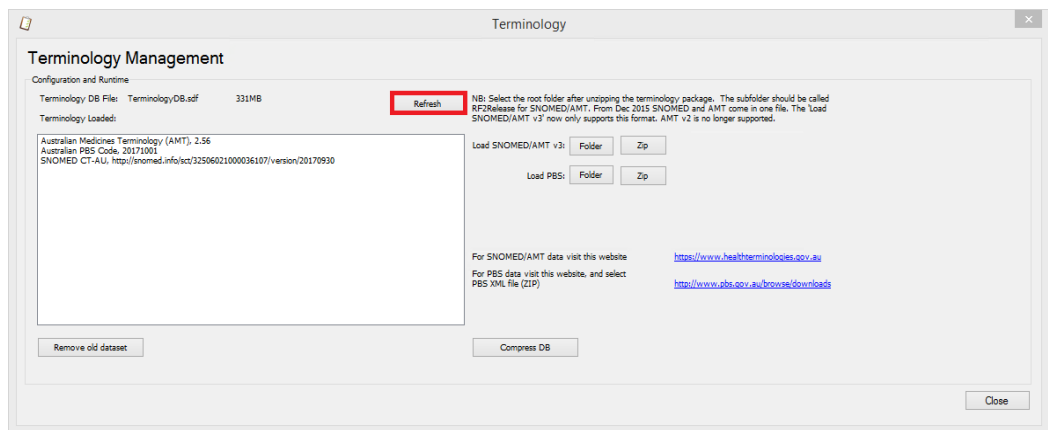 Terminology
Terminology Management
Configuration and Runtime
Terminology DB File: TerminologyDB.sdf 331MB
Refresh
NB: Select the root folder after unzipping the terminology package. The subfolder should be called
RF2Release for SNOMED/AMT. From Dec 2015 SNOMED and AMT come in one file. The 'Load
SNOMED/AMT v3' now only supports this format. AMT v2 is no longer supported.
Terminology Loaded:
Australian Medicines Terminology (AMT), 2.56
Australian PBS Code, 20171001
SNOMED CT-AU, http://snomed.info/sct/32506021000036107/version/20170930
Load SNOMED/AMT v3: Folder Zip
Load PBS: Folder Zip
For SNOMED/AMT data visit this website https://www.healthterminologies.gov.au
For PBS data visit this website, and select
PBS XML file (ZIP) http://www.pbs.gov.au/browse/downloads
Remove old dataset
Compress DB
Close